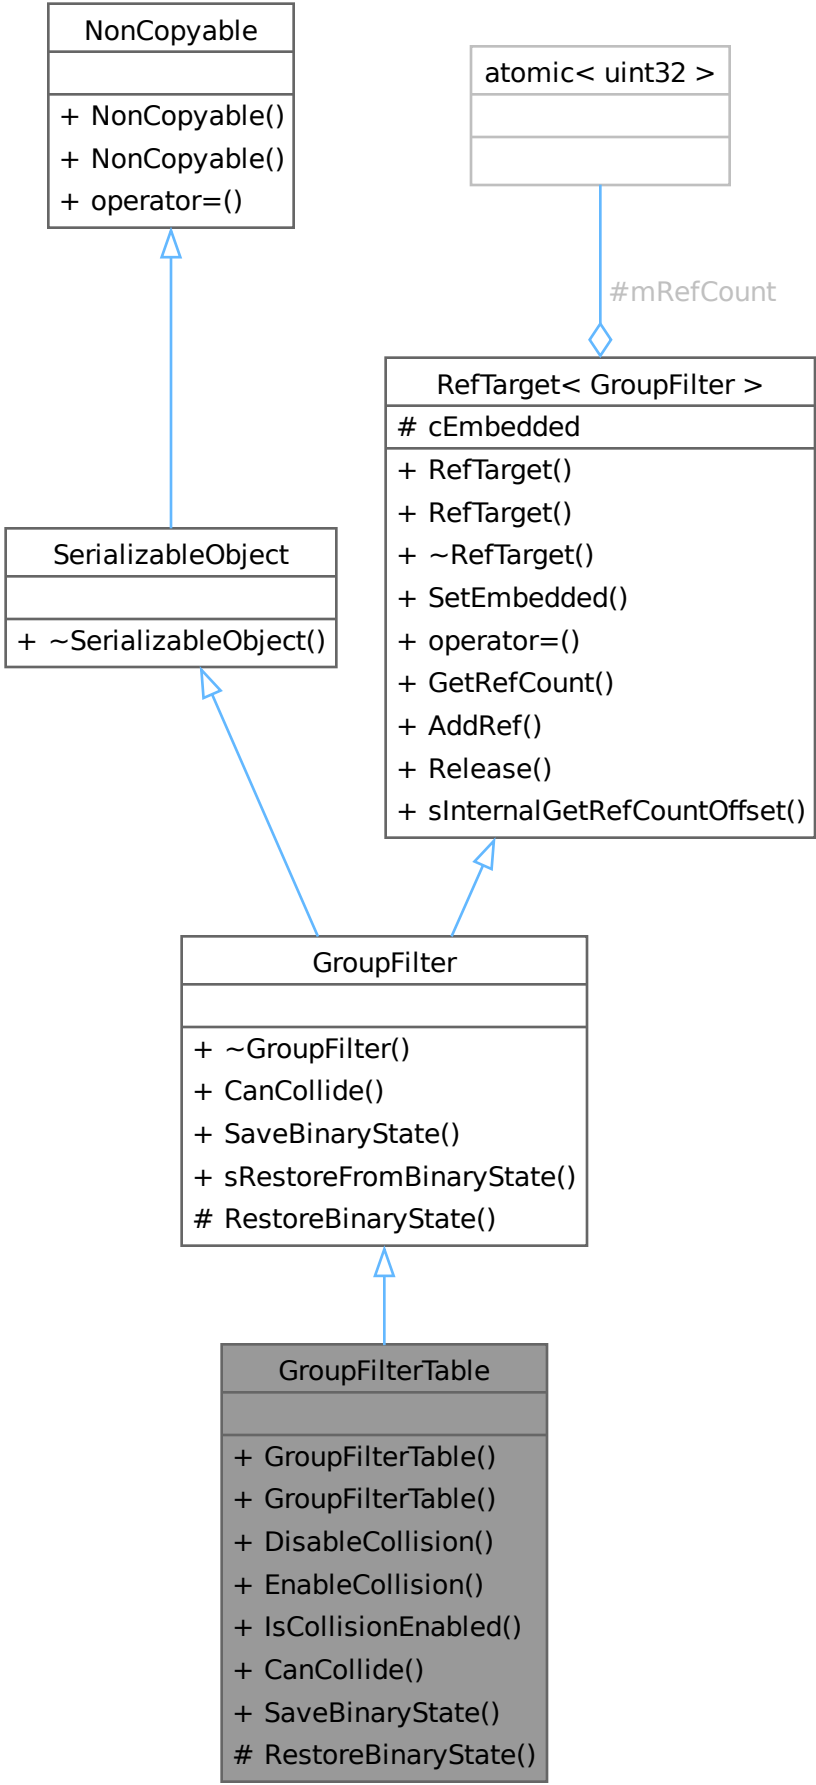 NonCopyable
+ NonCopyable()
+ NonCopyable()
+ operator=()
atomic< uint32 >
#mRefCount
RefTarget< GroupFilter >
# cEmbedded
+ RefTarget()
+ RefTarget()
+ ~RefTarget()
+ SetEmbedded()
+ operator=()
+ GetRefCount()
+ AddRef()
+ Release()
+ sInternalGetRefCountOffset()
SerializableObject
+ ~SerializableObject()
GroupFilter
+ ~GroupFilter()
+ CanCollide()
+ SaveBinaryState()
+ sRestoreFromBinaryState()
# RestoreBinaryState()
GroupFilterTable
+ GroupFilterTable()
+ GroupFilterTable()
+ DisableCollision()
+ EnableCollision()
+ IsCollisionEnabled()
+ CanCollide()
+ SaveBinaryState()
# RestoreBinaryState()